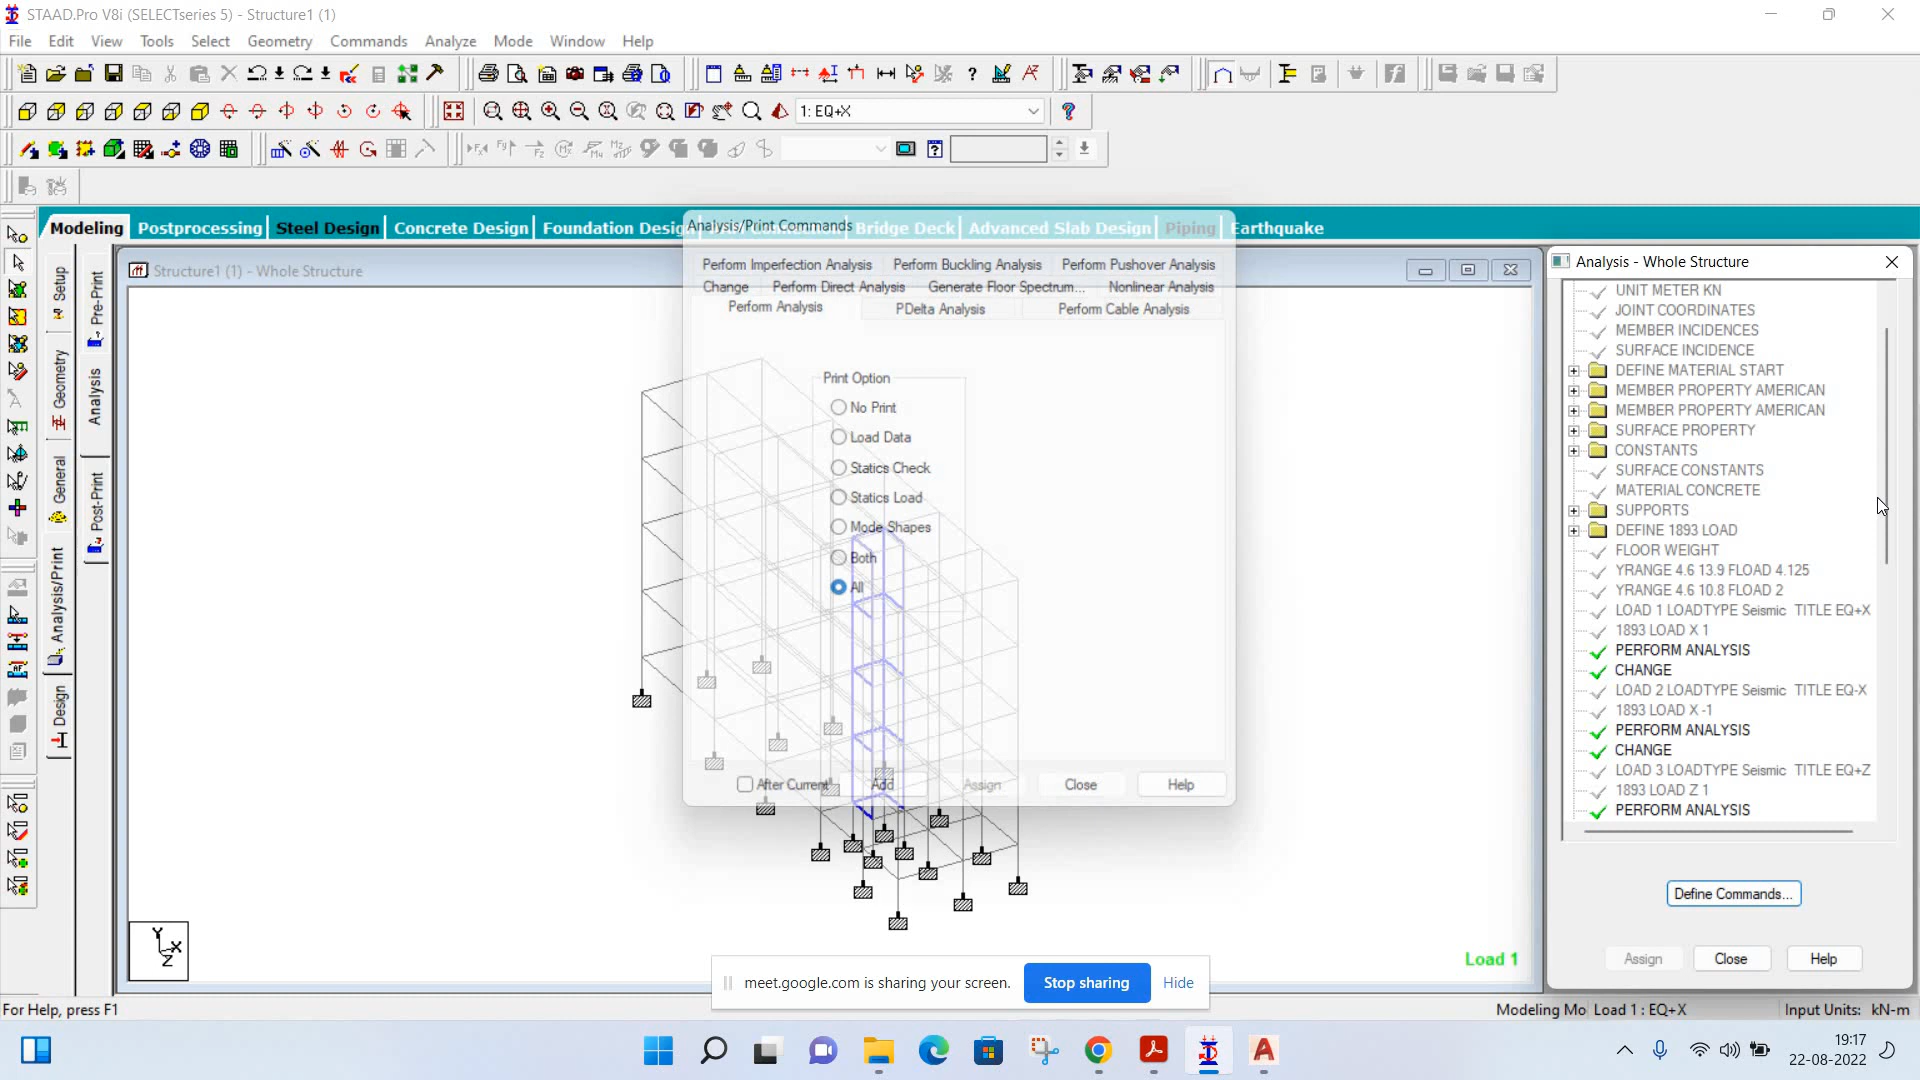 STAAD.Pro V8i (SELECTseries 5) - Structure1 (1)
File Edit View Tools Select Geometry Commands Analyze Mode Window Help
1: EQ+X
Modeling Postprocessing Steel Design Concrete Design Foundation Design Bridge Deck Advanced Slab Design Piping Earthquake
Setup
Geometry
General
Analysis/Print
Design
Pre-Print
Analysis
Post-Print
Structure1 (1) - Whole Structure
Analysis/Print Commands
Perform Imperfection Analysis Perform Buckling Analysis Perform Pushover Analysis
Change Perform Direct Analysis Generate Floor Spectrum... Nonlinear Analysis
Perform Analysis PDelta Analysis Perform Cable Analysis
Print Option
No Print
Load Data
Statics Check
Statics Load
Mode Shapes
Both
All
After Current Add Assign Close Help
Y
X
Z
Load 1
Analysis - Whole Structure
UNIT METER KN
JOINT COORDINATES
MEMBER INCIDENCES
SURFACE INCIDENCE
DEFINE MATERIAL START
MEMBER PROPERTY AMERICAN
MEMBER PROPERTY AMERICAN
SURFACE PROPERTY
CONSTANTS
SURFACE CONSTANTS
MATERIAL CONCRETE
SUPPORTS
DEFINE 1893 LOAD
FLOOR WEIGHT
YRANGE 4.6 13.9 FLOAD 4.125
YRANGE 4.6 10.8 FLOAD 2
LOAD 1 LOADTYPE Seismic TITLE EQ+X
1893 LOAD X 1
PERFORM ANALYSIS
CHANGE
LOAD 2 LOADTYPE Seismic TITLE EQ-X
1893 LOAD X -1
PERFORM ANALYSIS
CHANGE
LOAD 3 LOADTYPE Seismic TITLE EQ+Z
1893 LOAD Z 1
PERFORM ANALYSIS
Define Commands...
Assign Close Help
meet.google.com is sharing your screen. Stop sharing Hide
For Help, press F1
Modeling Mo Load 1 : EQ+X Input Units: kN-m
19:17
22-08-2022